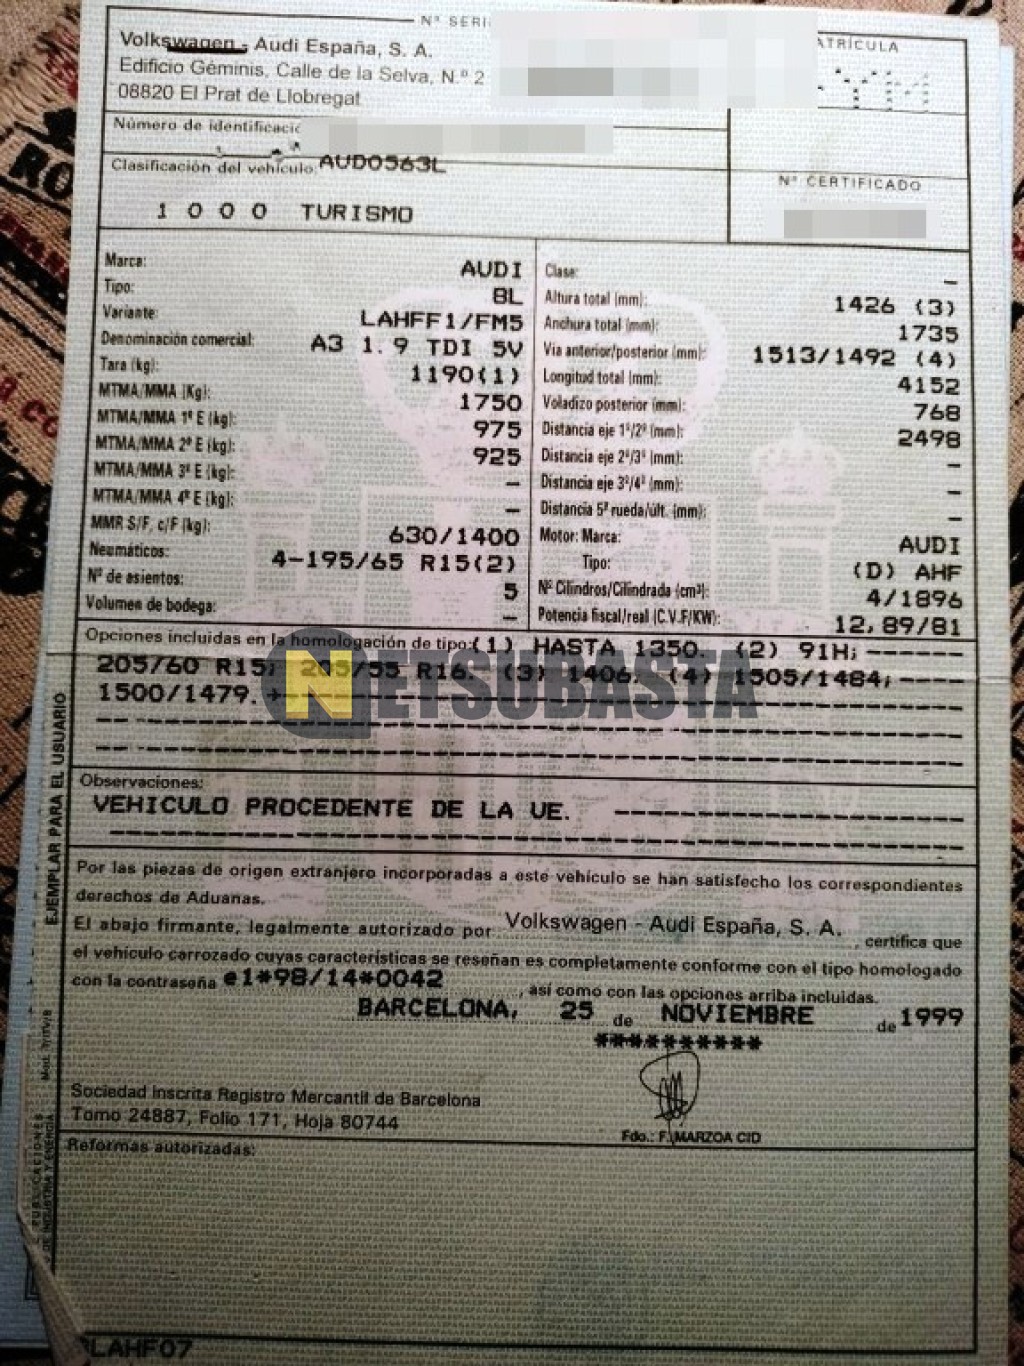 Nº SERI
Volkswagen - Audi España, S. A.
Edificio Géminis, Calle de la Selva, N.º 2
08820 El Prat de Llobregat
ATRÍCULA
Número de identificació
Clasificación del vehículo: AUD0563L
Nº CERTIFICADO
1 0 0 0 TURISMO
Marca: AUDI
Tipo: 8L
Variante: LAHFF1/FM5
Denominación comercial: A3 1.9 TDI 5V
Tara (kg): 1190(1)
MTMA/MMA (Kg): 1750
MTMA/MMA 1º E (kg): 975
MTMA/MMA 2º E (kg): 925
MTMA/MMA 3º E (kg): —
MTMA/MMA 4º E (kg): —
MMR S/F, c/F (kg): 630/1400
Neumáticos: 4-195/65 R15(2)
Nº de asientos: 5
Volumen de bodega: —
Clase: —
Altura total (mm): 1426 (3)
Anchura total (mm): 1735
Vía anterior/posterior (mm): 1513/1492 (4)
Longitud total (mm): 4152
Voladizo posterior (mm): 768
Distancia eje 1º/2º (mm): 2498
Distancia eje 2º/3º (mm): —
Distancia eje 3º/4º (mm): —
Distancia 5ª rueda/últ. (mm): —
Motor: Marca: AUDI
Tipo: (D) AHF
Nº Cilindros/Cilindrada (cm³): 4/1896
Potencia fiscal/real (C.V.F/KW): 12,89/81
Opciones incluidas en la homologación de tipo: (1) HASTA 1350. (2) 91H;
205/60 R15; 205/55 R16. (3) 1406. (4) 1505/1484;
1500/1479. +
NETSUBASTA
Observaciones:
VEHICULO PROCEDENTE DE LA UE.
Por las piezas de origen extranjero incorporadas a este vehículo se han satisfecho los correspondientes
derechos de Aduanas.
El abajo firmante, legalmente autorizado por Volkswagen - Audi España, S. A. , certifica que
el vehículo carrozado cuyas características se reseñan es completamente conforme con el tipo homologado
con la contraseña e1*98/14*0042 , así como con las opciones arriba incluidas.
BARCELONA, 25 de NOVIEMBRE de 1999
**********
Sociedad Inscrita Registro Mercantil de Barcelona
Tomo 24887, Folio 171, Hoja 80744
Fdo.: F. MARZOA CID
Reformas autorizadas:
EJEMPLAR PARA EL USUARIO
PUBLICACIONES
DE INDUSTRIA Y ENERGÍA
LAHF07